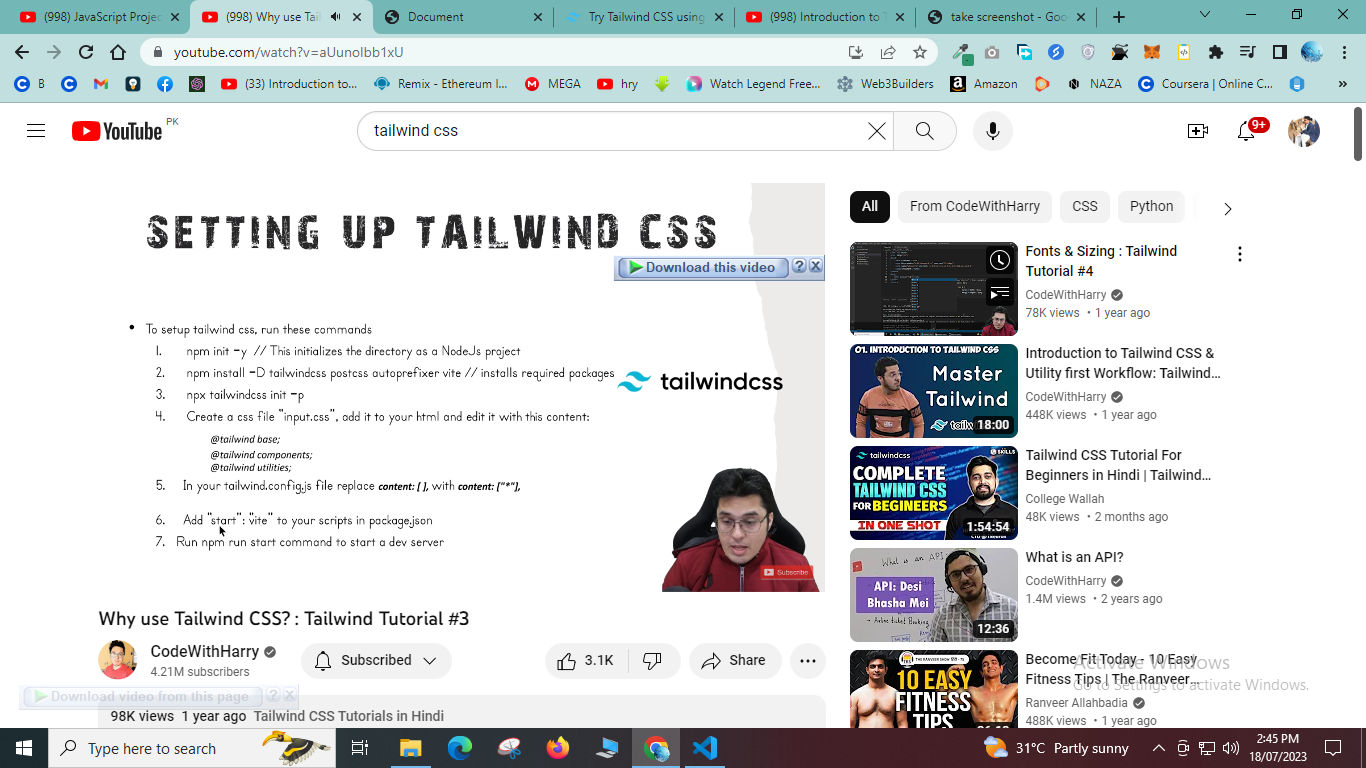 (998) JavaScript Projec
(998) Why use Tail
Document
Try Tailwind CSS using
(998) Introduction to T
take screenshot - Goo
youtube.com/watch?v=aUunolbb1xU
B
(33) Introduction to...
Remix - Ethereum I...
MEGA
hry
Watch Legend Free...
Web3Builders
Amazon
NAZA
Coursera | Online C...
»
YouTube PK
tailwind css
9+
SETTING UP TAILWIND CSS
Download this video ? X
• To setup tailwind css, run these commands
1. npm init -y // This initializes the directory as a NodeJs project
2. npm install -D tailwindcss postcss autoprefixer vite // installs required packages
tailwindcss
3. npx tailwindcss init -p
4. Create a css file "input.css", add it to your html and edit it with this content:
@tailwind base;
@tailwind components;
@tailwind utilities;
5. In your tailwind.config.js file replace content: [ ], with content: ["*"],
6. Add "start": "vite" to your scripts in package.json
7. Run npm run start command to start a dev server
Subscribe
Why use Tailwind CSS? : Tailwind Tutorial #3
CodeWithHarry
4.21M subscribers
Subscribed
3.1K
Share
Download video from this page ? X
98K views 1 year ago Tailwind CSS Tutorials in Hindi
All
From CodeWithHarry
CSS
Python
Fonts & Sizing : Tailwind
Tutorial #4
CodeWithHarry
78K views • 1 year ago
01. INTRODUCTION TO TAILWIND CSS
Master
Tailwind
18:00
Introduction to Tailwind CSS &
Utility first Workflow: Tailwind...
CodeWithHarry
448K views • 1 year ago
tailwindcss
SKILLS
COMPLETE
TAILWIND CSS
FOR BEGINEERS
IN ONE SHOT
1:54:54
Tailwind CSS Tutorial For
Beginners in Hindi | Tailwind...
College Wallah
48K views • 2 months ago
What is an API
API: Desi
Bhasha Mei
12:36
What is an API?
CodeWithHarry
1.4M views • 2 years ago
THE RANVEER SHOW
10 EASY
FITNESS
TIPS
Become Fit Today - 10 Easy
Fitness Tips | The Ranveer...
Ranveer Allahbadia
488K views • 1 year ago
Activate Windows
Go to Settings to activate Windows.
Type here to search
31°C Partly sunny
2:45 PM
18/07/2023